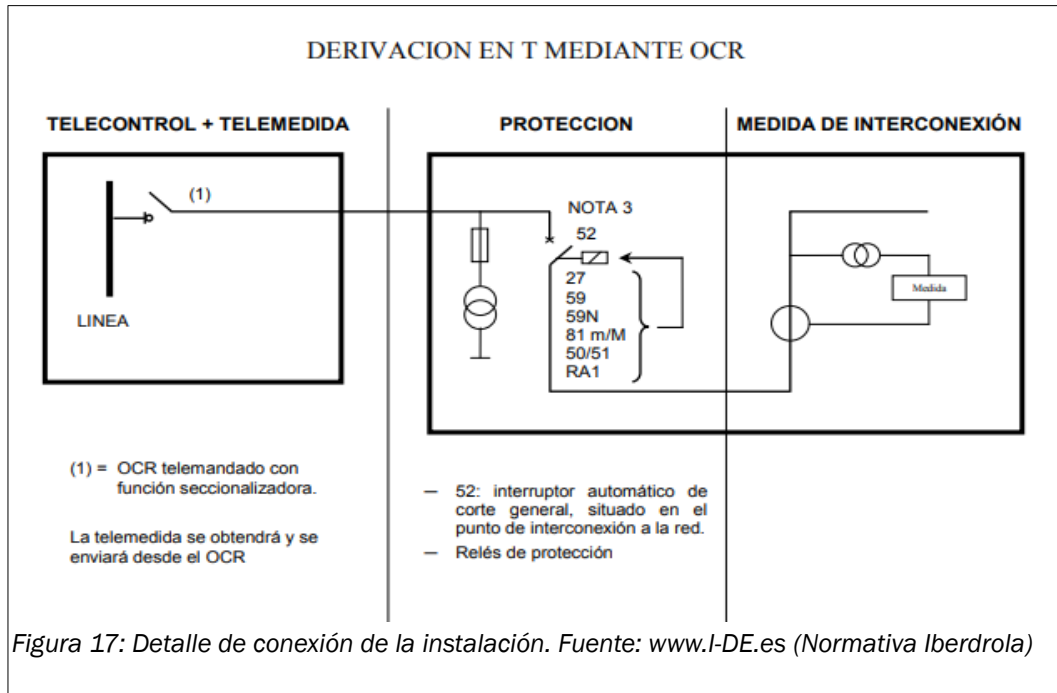 DERIVACION EN T MEDIANTE OCR
TELECONTROL + TELEMEDIDA
(1)
LINEA
(1) = OCR telemandado con
función seccionalizadora.
La telemedida se obtendrá y se
enviará desde el OCR
PROTECCION
NOTA 3
52
27
59
59N
81 m/M
50/51
RA1
— 52: interruptor automático de
corte general, situado en el
punto de interconexión a la red.
— Relés de protección
MEDIDA DE INTERCONEXIÓN
Medida
Figura 17: Detalle de conexión de la instalación. Fuente: www.I-DE.es (Normativa Iberdrola)